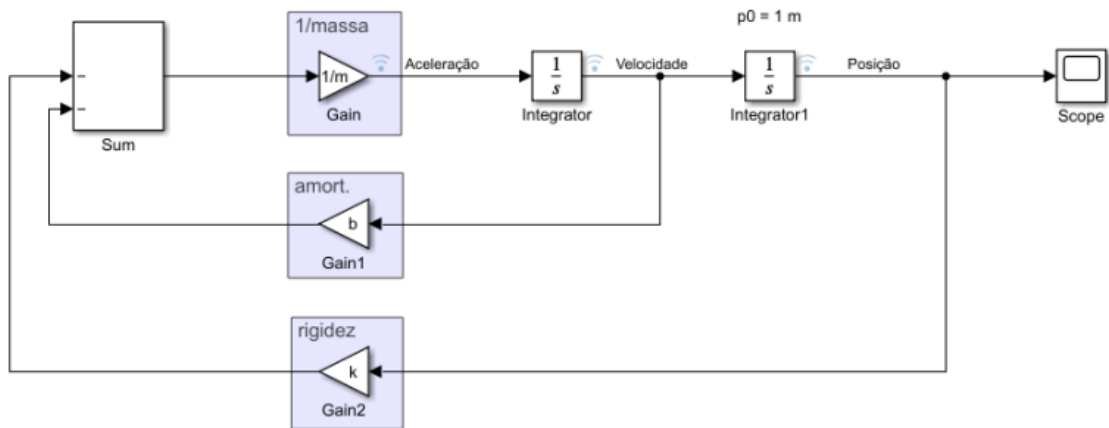 p0 = 1 m
1/massa
1/m
Gain
Aceleração
1
s
Integrator
Velocidade
1
s
Integrator1
Posição
Scope
−
−
Sum
amort.
b
Gain1
rigidez
k
Gain2